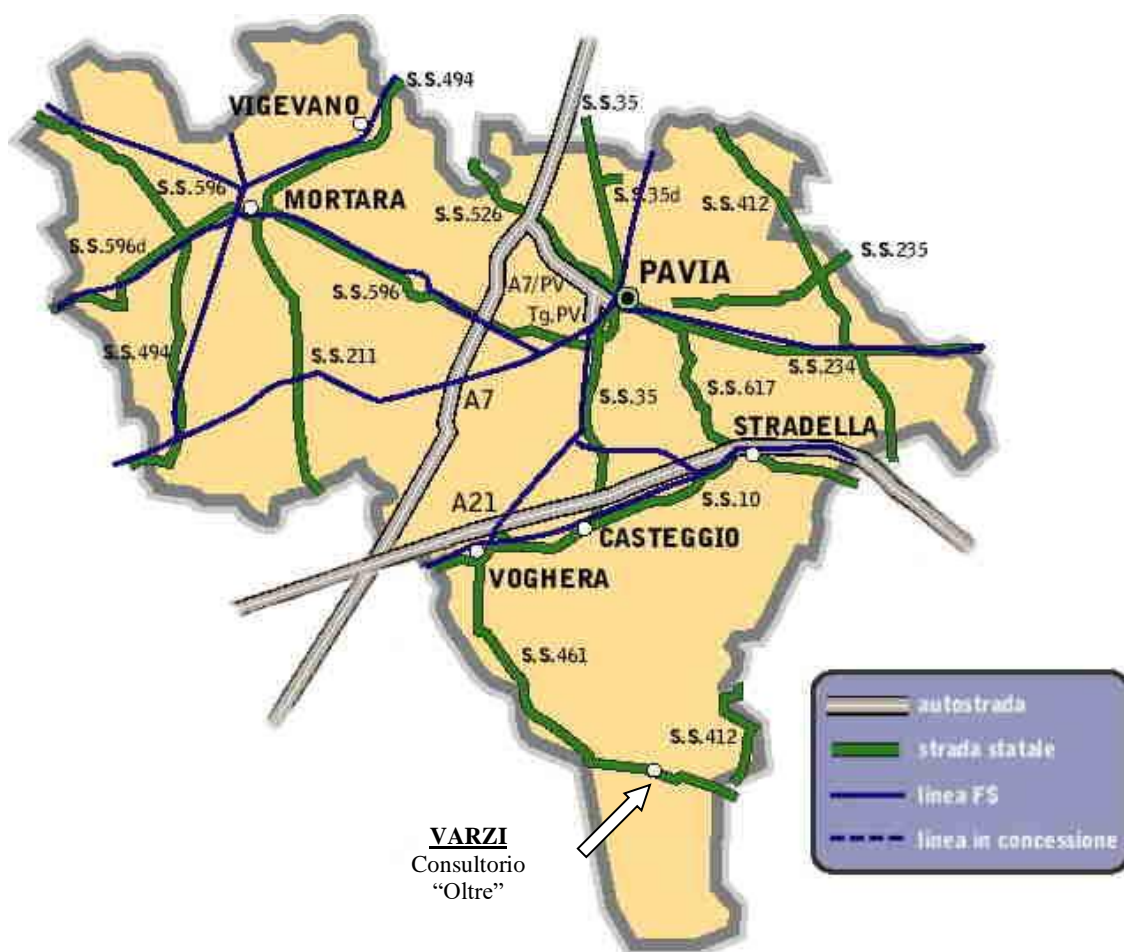 S.S.494
VIGEVANO
S.S.35
S.S.596
MORTARA
S.S.526
S.S.35d
S.S.412
S.S.596d
S.S.235
PAVIA
A7/PV
S.S.596
Tg.PV
S.S.494
S.S.211
S.S.234
S.S.617
A7
S.S.35
STRADELLA
A21
S.S.10
CASTEGGIO
VOGHERA
S.S.461
S.S.412
autostrada
strada statale
linea FS
linea in concessione
VARZI
Consultorio
“Oltre”